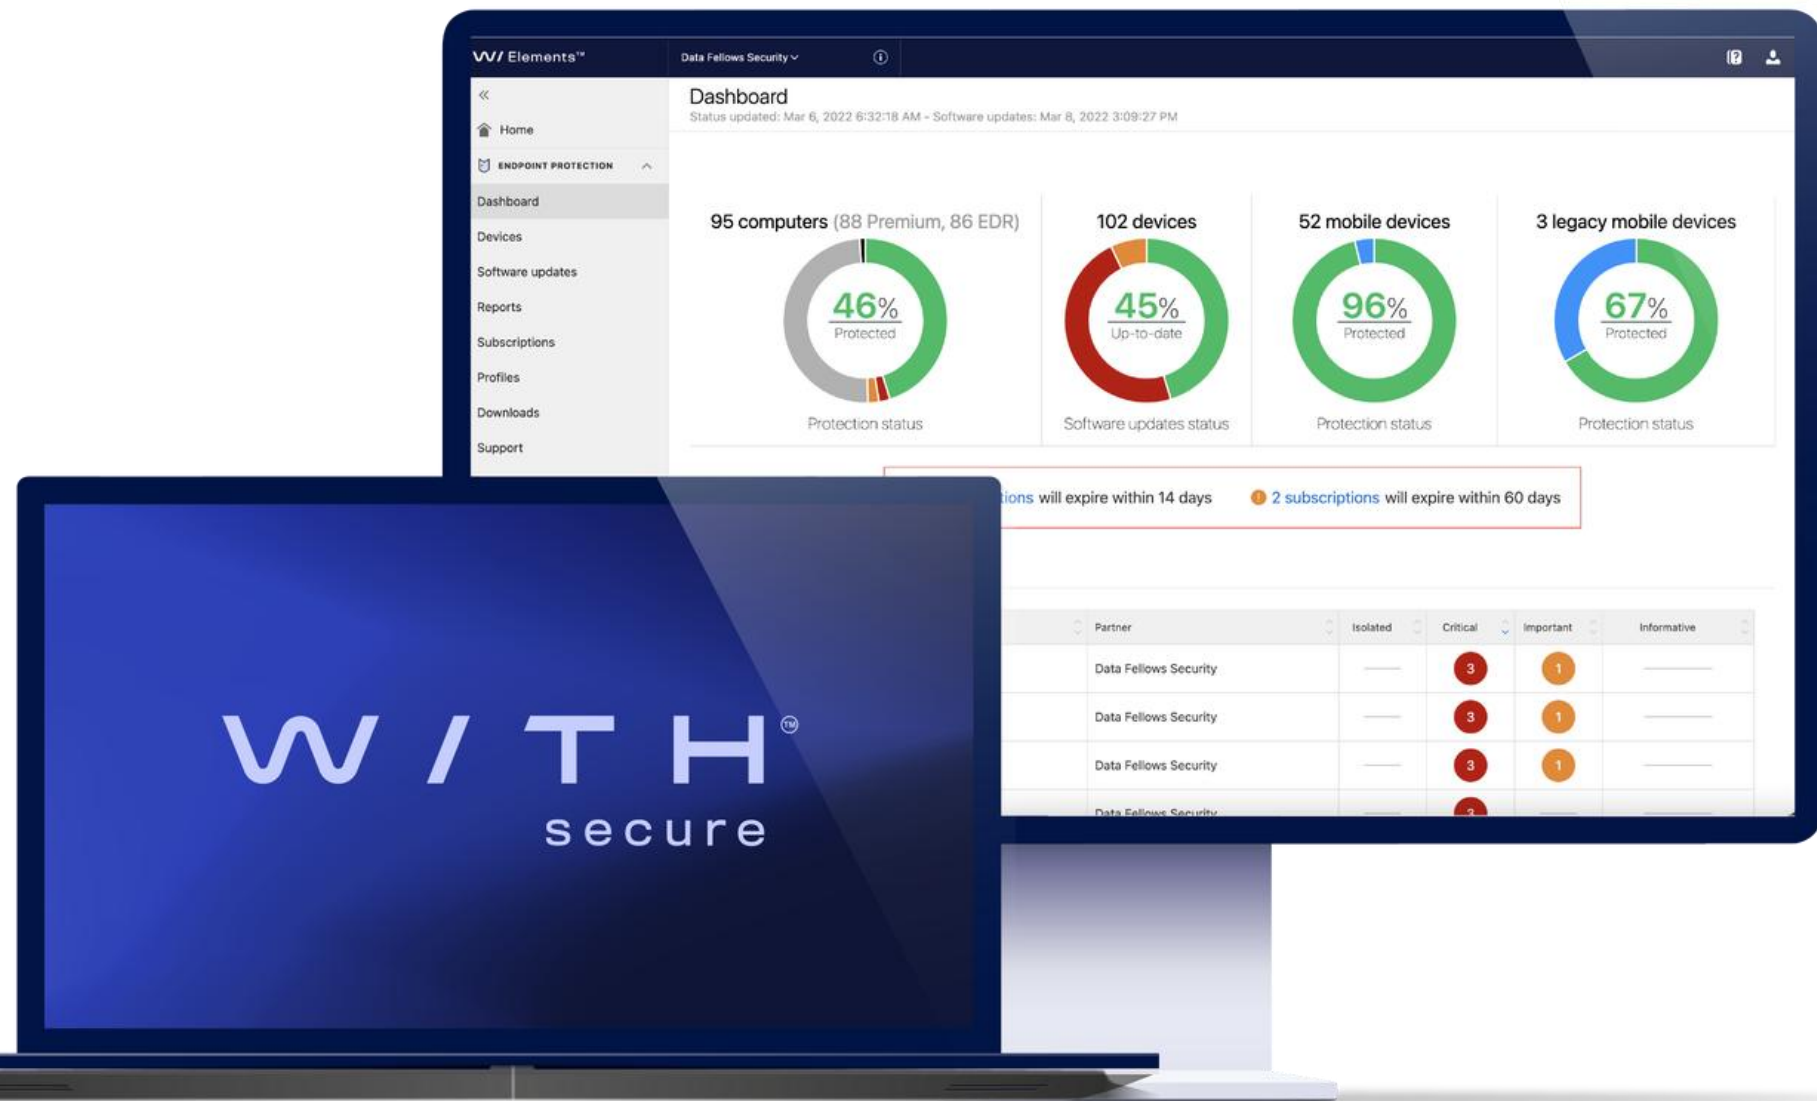 W/ Elements™
Data Fellows Security
Dashboard
Status updated: Mar 6, 2022 6:32:18 AM - Software updates: Mar 8, 2022 3:09:27 PM
Home
ENDPOINT PROTECTION
Dashboard
Devices
Software updates
Reports
Subscriptions
Profiles
Downloads
Support
95 computers (88 Premium, 86 EDR)
46%
Protected
Protection status
102 devices
45%
Up-to-date
Software updates status
52 mobile devices
96%
Protected
Protection status
3 legacy mobile devices
67%
Protected
Protection status
will expire within 14 days
2 subscriptions will expire within 60 days
Partner Isolated Critical Important Informative
Data Fellows Security 3 1
Data Fellows Security 3 1
Data Fellows Security 3 1
Data Fellows Security 3
W/TH™
secure